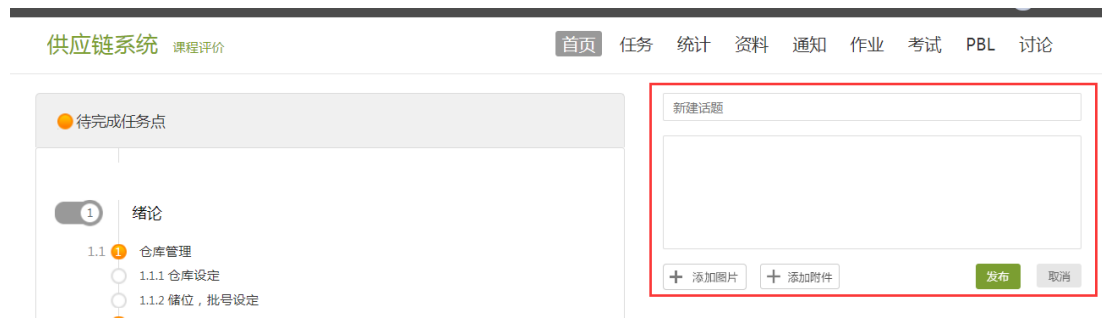 供应链系统 课程评价 首页 任务 统计 资料 通知 作业 考试 PBL 讨论
待完成任务点
1 绪论
1.1 1 仓库管理
1.1.1 仓库设定
1.1.2 储位，批号设定
新建话题
+ 添加图片 + 添加附件 发布 取消